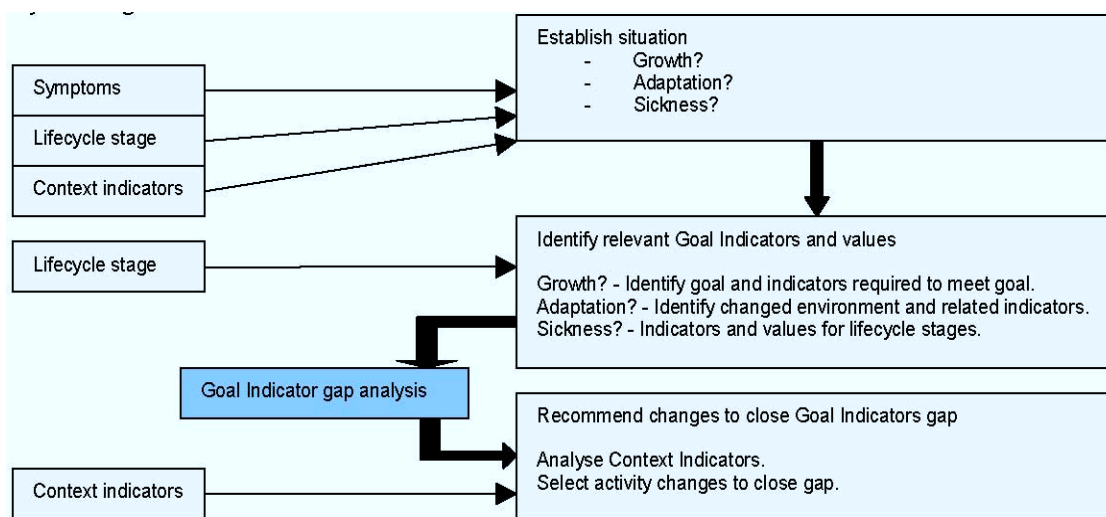 Establish situation
- Growth?
- Adaptation?
- Sickness?
Symptoms
Lifecycle stage
Context indicators
Lifecycle stage
Identify relevant Goal Indicators and values
Growth? - Identify goal and indicators required to meet goal.
Adaptation? - Identify changed environment and related indicators.
Sickness? - Indicators and values for lifecycle stages.
Goal Indicator gap analysis
Recommend changes to close Goal Indicators gap
Analyse Context Indicators.
Select activity changes to close gap.
Context indicators